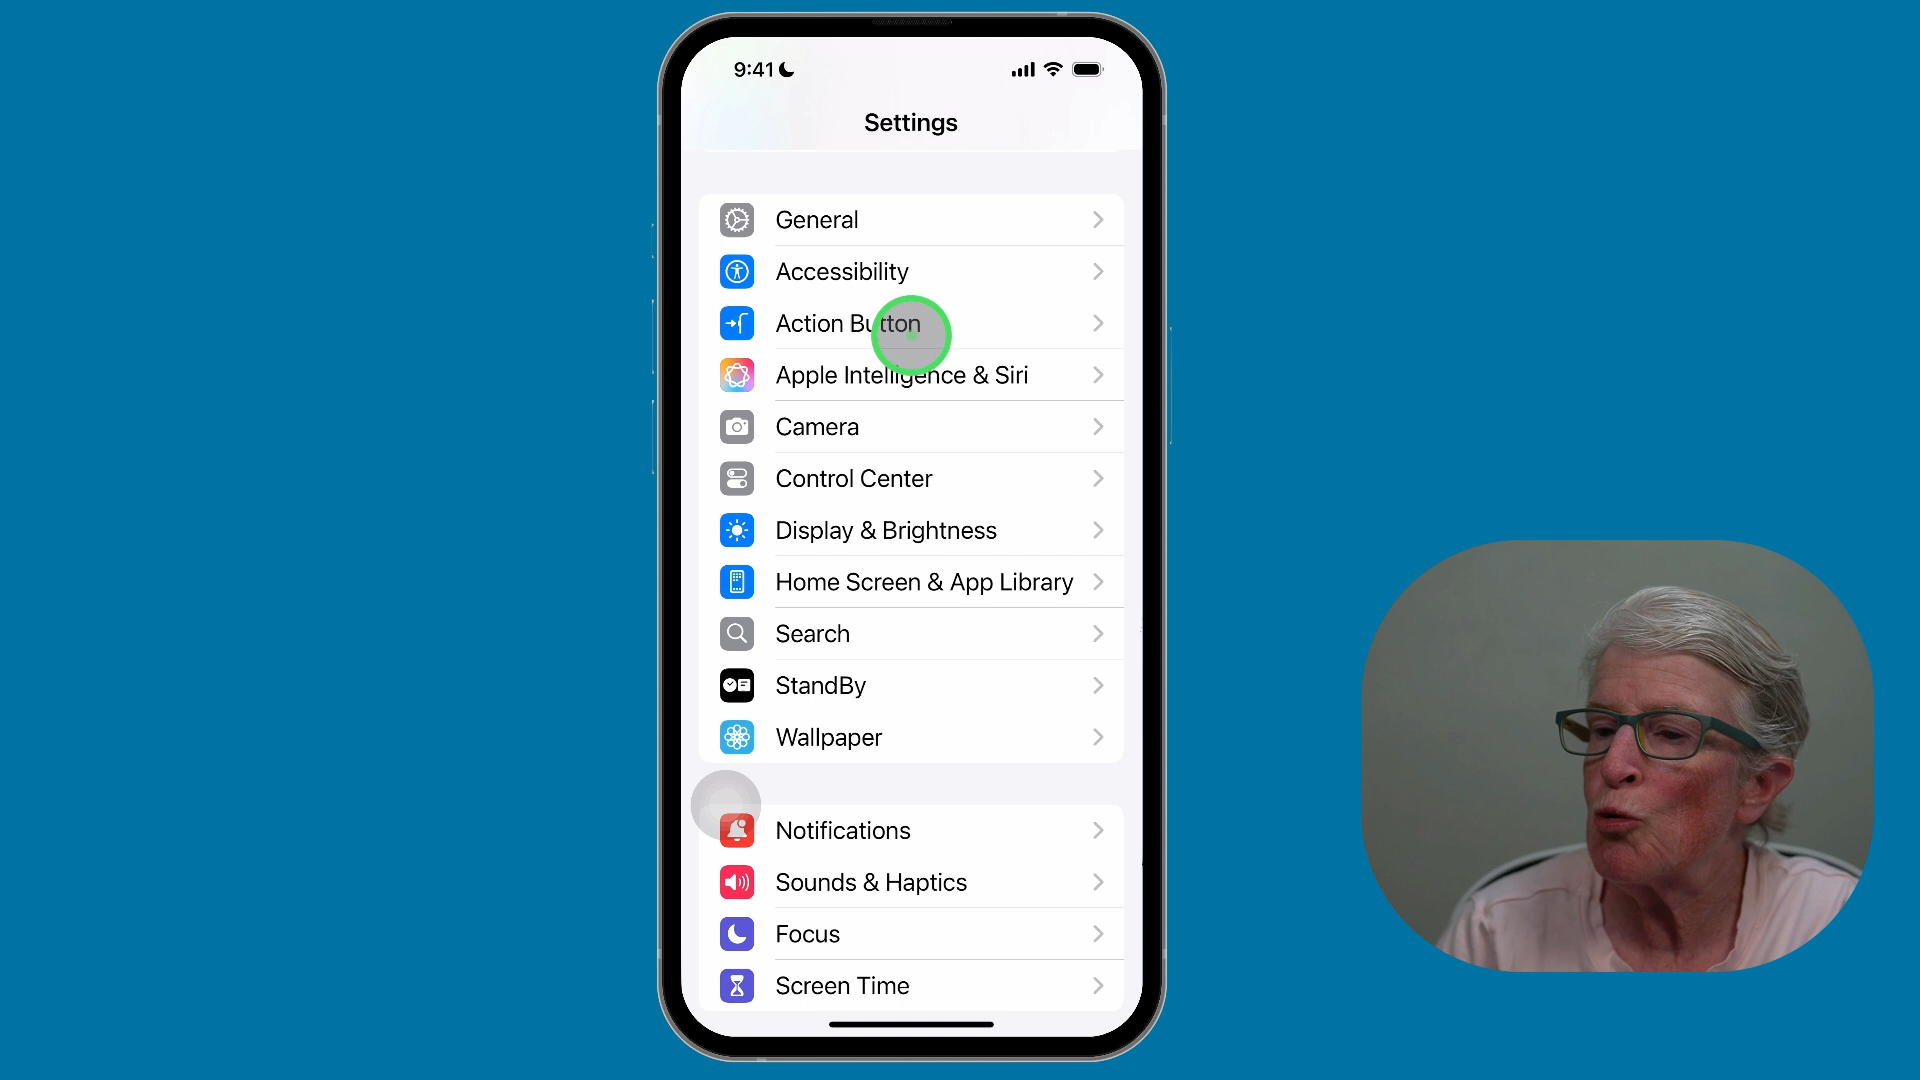 9:41
Settings
General
Accessibility
Action Button
Apple Intelligence & Siri
Camera
Control Center
Display & Brightness
Home Screen & App Library
Search
StandBy
Wallpaper
Notifications
Sounds & Haptics
Focus
Screen Time